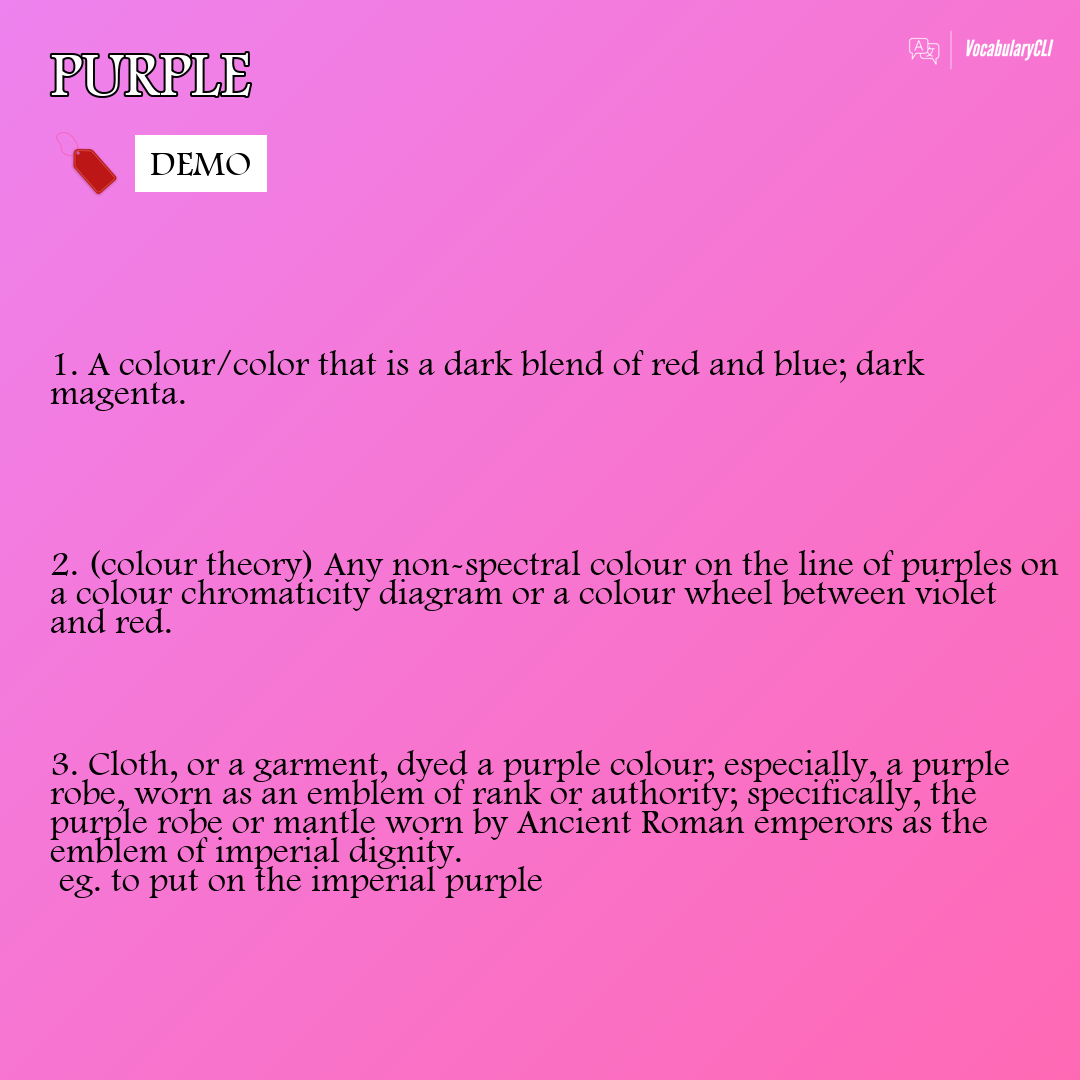 PURPLE
VocabularyCLI
DEMO
1. A colour/color that is a dark blend of red and blue; dark
magenta.
2. (colour theory) Any non-spectral colour on the line of purples on
a colour chromaticity diagram or a colour wheel between violet
and red.
3. Cloth, or a garment, dyed a purple colour; especially, a purple
robe, worn as an emblem of rank or authority; specifically, the
purple robe or mantle worn by Ancient Roman emperors as the
emblem of imperial dignity.
eg. to put on the imperial purple